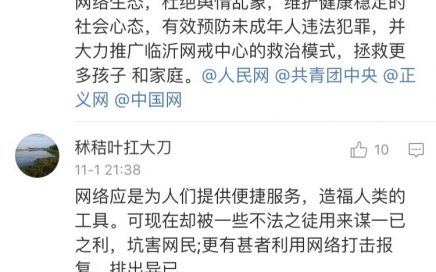 网络生态，杜绝舆情乱象，维护健康稳定的
社会心态，有效预防未成年人违法犯罪，并
大力推广临沂网戒中心的救治模式，拯救更
多孩子 和家庭。@人民网 @共青团中央 @正
义网 @中国网
秫秸叶扛大刀
10
11-1 21:38
网络应是为人们提供便捷服务，造福人类的
工具。可现在却被一些不法之徒用来谋一已
之利，坑害网民;更有甚者利用网络打击报
复，排出异已